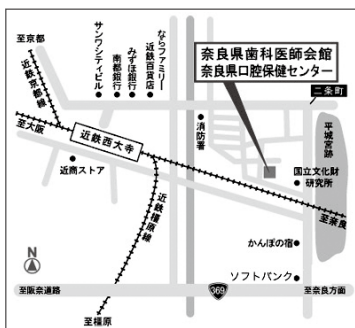 至京都
近鉄京都線
サンワシティビル
南都銀行
みずほ銀行
近鉄百貨店
ならファミリー
奈良県歯科医師会館
奈良県口腔保健センター
二条町
消防署
平城宮跡
至大阪
近鉄西大寺
近商ストア
国立文化財
研究所
至奈良
近鉄橿原線
かんぽの宿
ソフトバンク
N
至阪奈道路
369
至奈良方面
至橿原